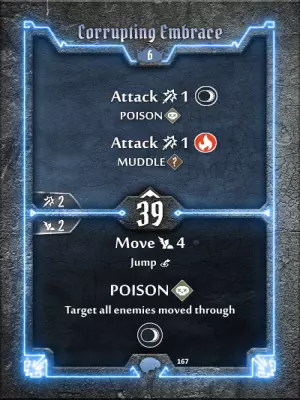 Corrupting Embrace
6
Attack 1
POISON
Attack 1
MUDDLE ?
2
39
2
Move 4
Jump
POISON
Target all enemies moved through
167